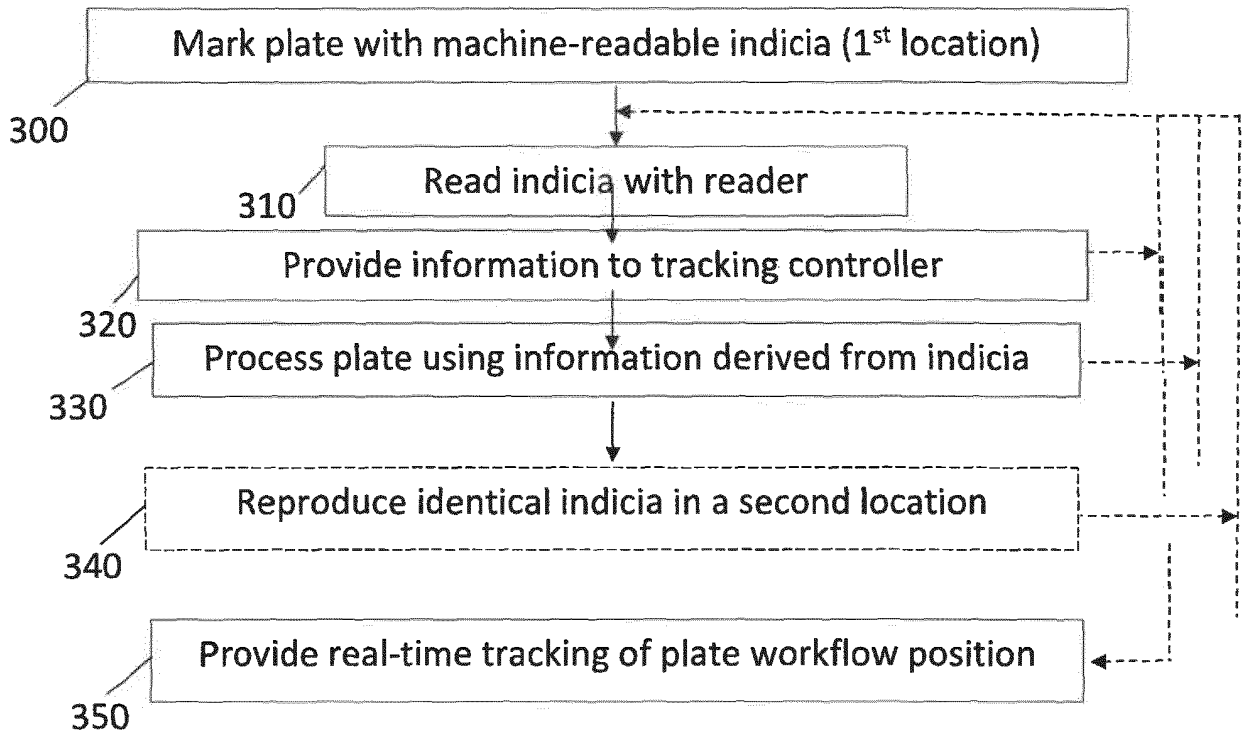 Mark plate with machine-readable indicia (1st location)
300
Read indicia with reader
310
Provide information to tracking controller
320
Process plate using information derived from indicia
330
Reproduce identical indicia in a second location
340
Provide real-time tracking of plate workflow position
350